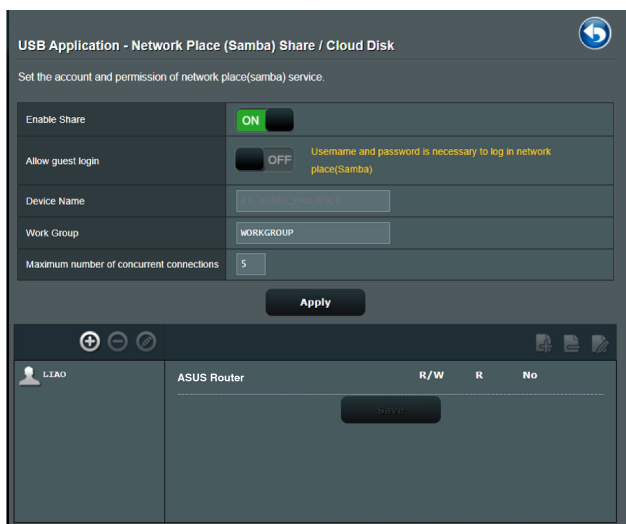 USB Application - Network Place (Samba) Share / Cloud Disk
Set the account and permission of network place(samba) service.
Enable Share
ON
Allow guest login
OFF
Username and password is necessary to log in network
place(Samba)
Device Name
Work Group
WORKGROUP
Maximum number of concurrent connections
5
Apply
LIAO
ASUS Router
R/W
R
No
Save